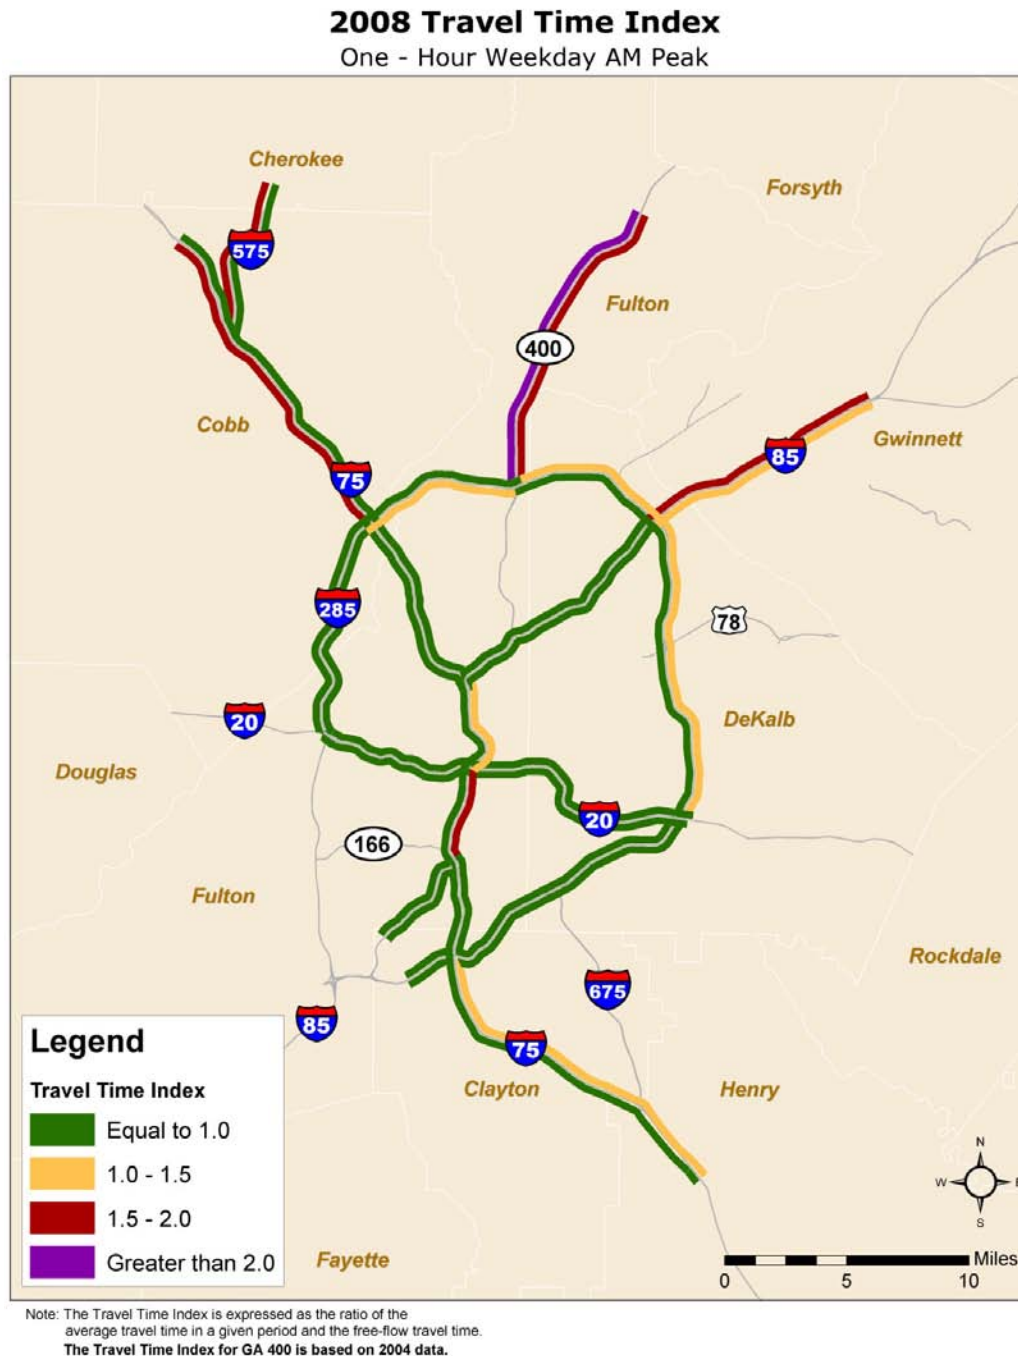 2008 Travel Time Index
One - Hour Weekday AM Peak
Cherokee
Forsyth
575
Fulton
400
Cobb
Gwinnett
85
75
285
78
20
DeKalb
Douglas
20
166
Fulton
Rockdale
675
85
75
Clayton
Henry
Fayette
Legend
Travel Time Index
Equal to 1.0
1.0 - 1.5
1.5 - 2.0
Greater than 2.0
N
W
S
Miles
0 5 10
Note: The Travel Time Index is expressed as the ratio of the
average travel time in a given period and the free-flow travel time.
The Travel Time Index for GA 400 is based on 2004 data.